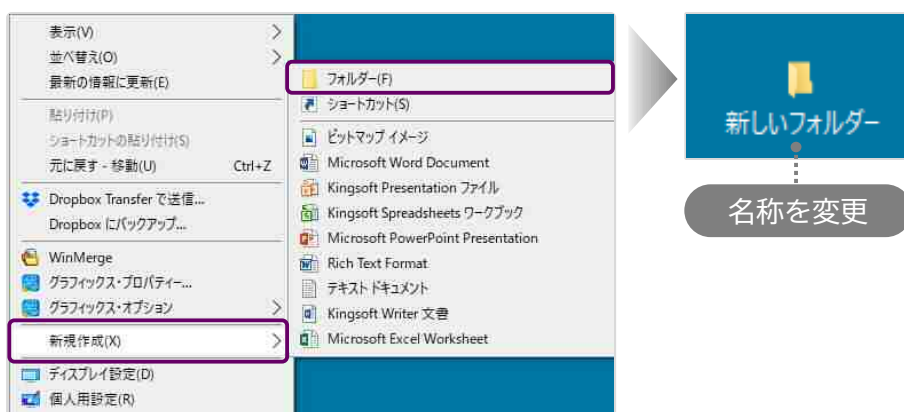 表示(V)
並べ替え(O)
最新の情報に更新(E)
貼り付け(P)
ショートカットの貼り付け(S)
元に戻す - 移動(U) Ctrl+Z
Dropbox Transfer で送信...
Dropbox にバックアップ...
WinMerge
グラフィックス・プロパティー...
グラフィックス・オプション
新規作成(X)
ディスプレイ設定(D)
個人用設定(R)
フォルダー(F)
ショートカット(S)
ビットマップ イメージ
Microsoft Word Document
Kingsoft Presentation ファイル
Kingsoft Spreadsheets ワークブック
Microsoft PowerPoint Presentation
Rich Text Format
テキスト ドキュメント
Kingsoft Writer 文書
Microsoft Excel Worksheet
新しいフォルダー
名称を変更